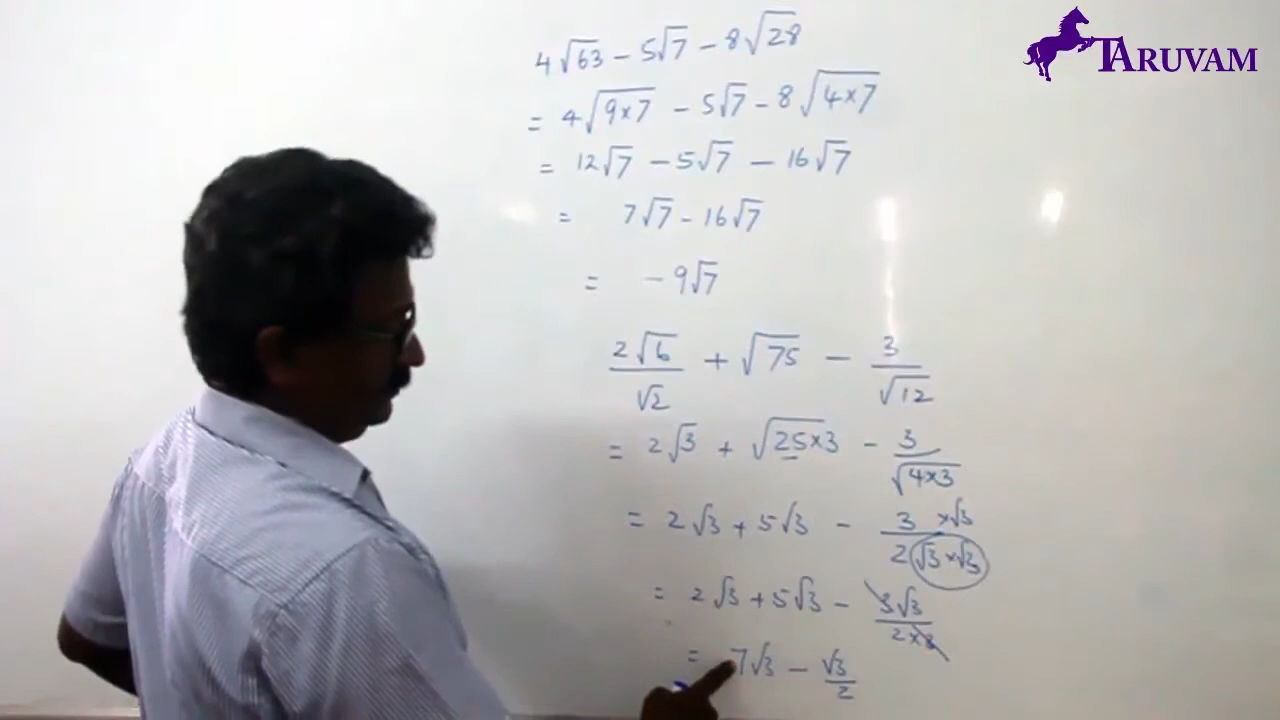 TARUVAM
4√63 − 5√7 − 8√28
= 4√(9×7) − 5√7 − 8√(4×7)
= 12√7 − 5√7 − 16√7
= 7√7 − 16√7
= −9√7
2√6/√2 + √75 − 3/√12
= 2√3 + √(25×3) − 3/√(4×3)
= 2√3 + 5√3 − 3×√3/2√3×√3
= 2√3 + 5√3 − 3√3/2×3
= 7√3 − √3/2